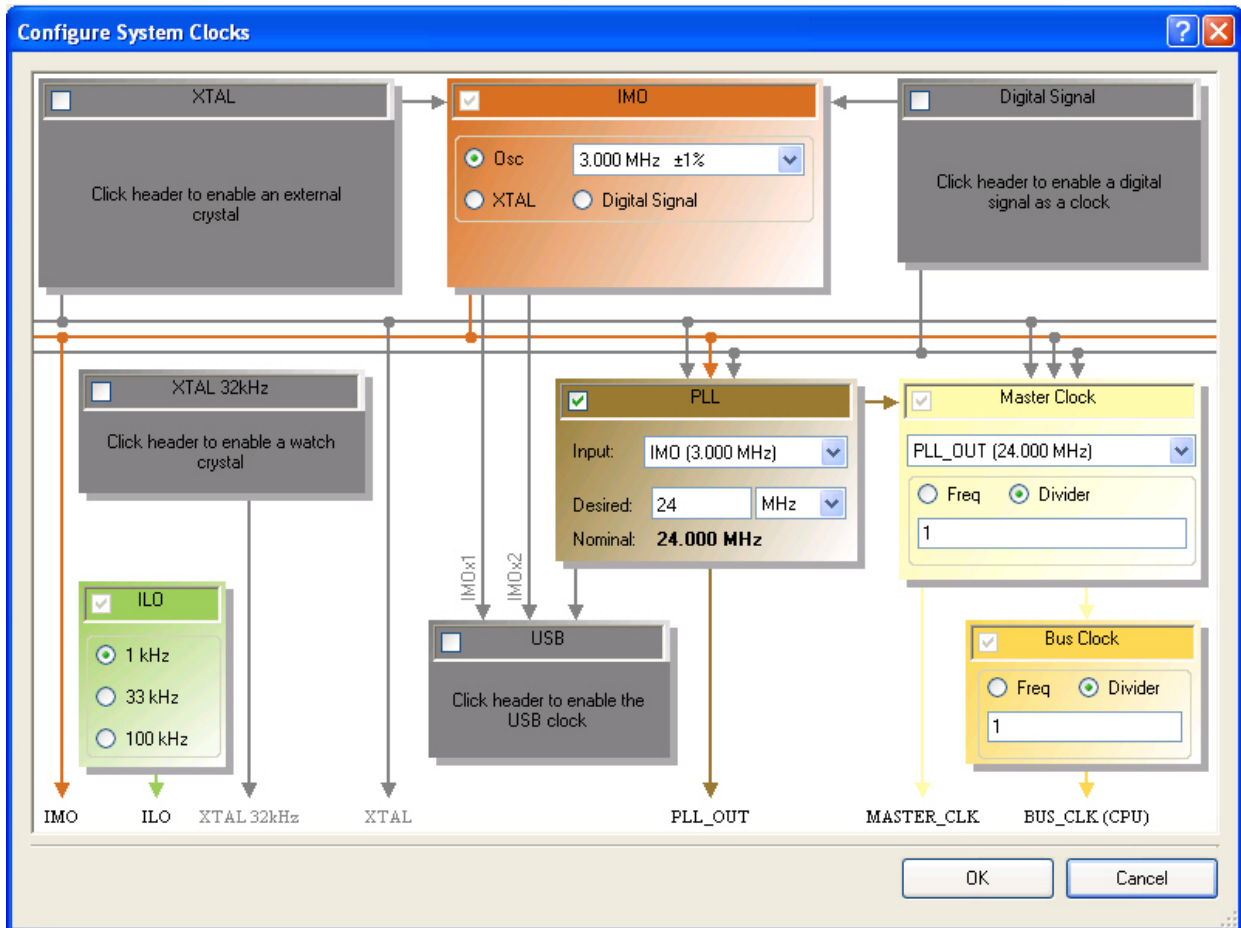 Configure System Clocks
XTAL
Click header to enable an external
crystal
IMO
Osc
3.000 MHz ±1%
XTAL
Digital Signal
Digital Signal
Click header to enable a digital
signal as a clock
XTAL 32kHz
Click header to enable a watch
crystal
PLL
Input:
IMO (3.000 MHz)
Desired:
24
MHz
Nominal:
24.000 MHz
Master Clock
PLL_OUT (24.000 MHz)
Freq
Divider
1
IMOx1
IMOx2
ILO
1 kHz
33 kHz
100 kHz
USB
Click header to enable the
USB clock
Bus Clock
Freq
Divider
1
IMO
ILO
XTAL 32kHz
XTAL
PLL_OUT
MASTER_CLK
BUS_CLK (CPU)
OK
Cancel